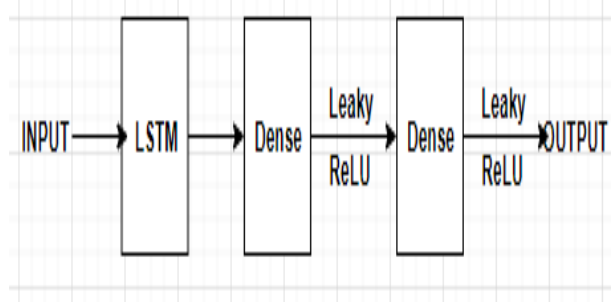 INPUT
LSTM
Dense
Leaky
ReLU
Dense
Leaky
ReLU
OUTPUT